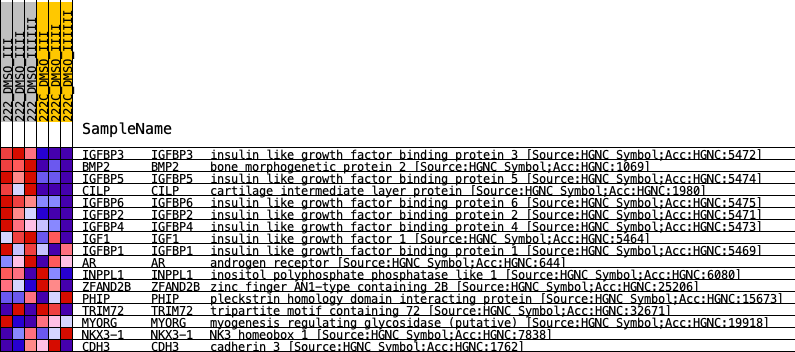 222_DMSO_III
222_DMSO_IIII
222_DMSO_IIIIII
222C_DMSO_III
222C_DMSO_IIII
222C_DMSO_IIIIII
SampleName
IGFBP3 IGFBP3 insulin like growth factor binding protein 3 [Source:HGNC Symbol;Acc:HGNC:5472]
BMP2 BMP2 bone morphogenetic protein 2 [Source:HGNC Symbol;Acc:HGNC:1069]
IGFBP5 IGFBP5 insulin like growth factor binding protein 5 [Source:HGNC Symbol;Acc:HGNC:5474]
CILP CILP cartilage intermediate layer protein [Source:HGNC Symbol;Acc:HGNC:1980]
IGFBP6 IGFBP6 insulin like growth factor binding protein 6 [Source:HGNC Symbol;Acc:HGNC:5475]
IGFBP2 IGFBP2 insulin like growth factor binding protein 2 [Source:HGNC Symbol;Acc:HGNC:5471]
IGFBP4 IGFBP4 insulin like growth factor binding protein 4 [Source:HGNC Symbol;Acc:HGNC:5473]
IGF1 IGF1 insulin like growth factor 1 [Source:HGNC Symbol;Acc:HGNC:5464]
IGFBP1 IGFBP1 insulin like growth factor binding protein 1 [Source:HGNC Symbol;Acc:HGNC:5469]
AR AR androgen receptor [Source:HGNC Symbol;Acc:HGNC:644]
INPPL1 INPPL1 inositol polyphosphate phosphatase like 1 [Source:HGNC Symbol;Acc:HGNC:6080]
ZFAND2B ZFAND2B zinc finger AN1-type containing 2B [Source:HGNC Symbol;Acc:HGNC:25206]
PHIP PHIP pleckstrin homology domain interacting protein [Source:HGNC Symbol;Acc:HGNC:15673]
TRIM72 TRIM72 tripartite motif containing 72 [Source:HGNC Symbol;Acc:HGNC:32671]
MYORG MYORG myogenesis regulating glycosidase (putative) [Source:HGNC Symbol;Acc:HGNC:19918]
NKX3-1 NKX3-1 NK3 homeobox 1 [Source:HGNC Symbol;Acc:HGNC:7838]
CDH3 CDH3 cadherin 3 [Source:HGNC Symbol;Acc:HGNC:1762]